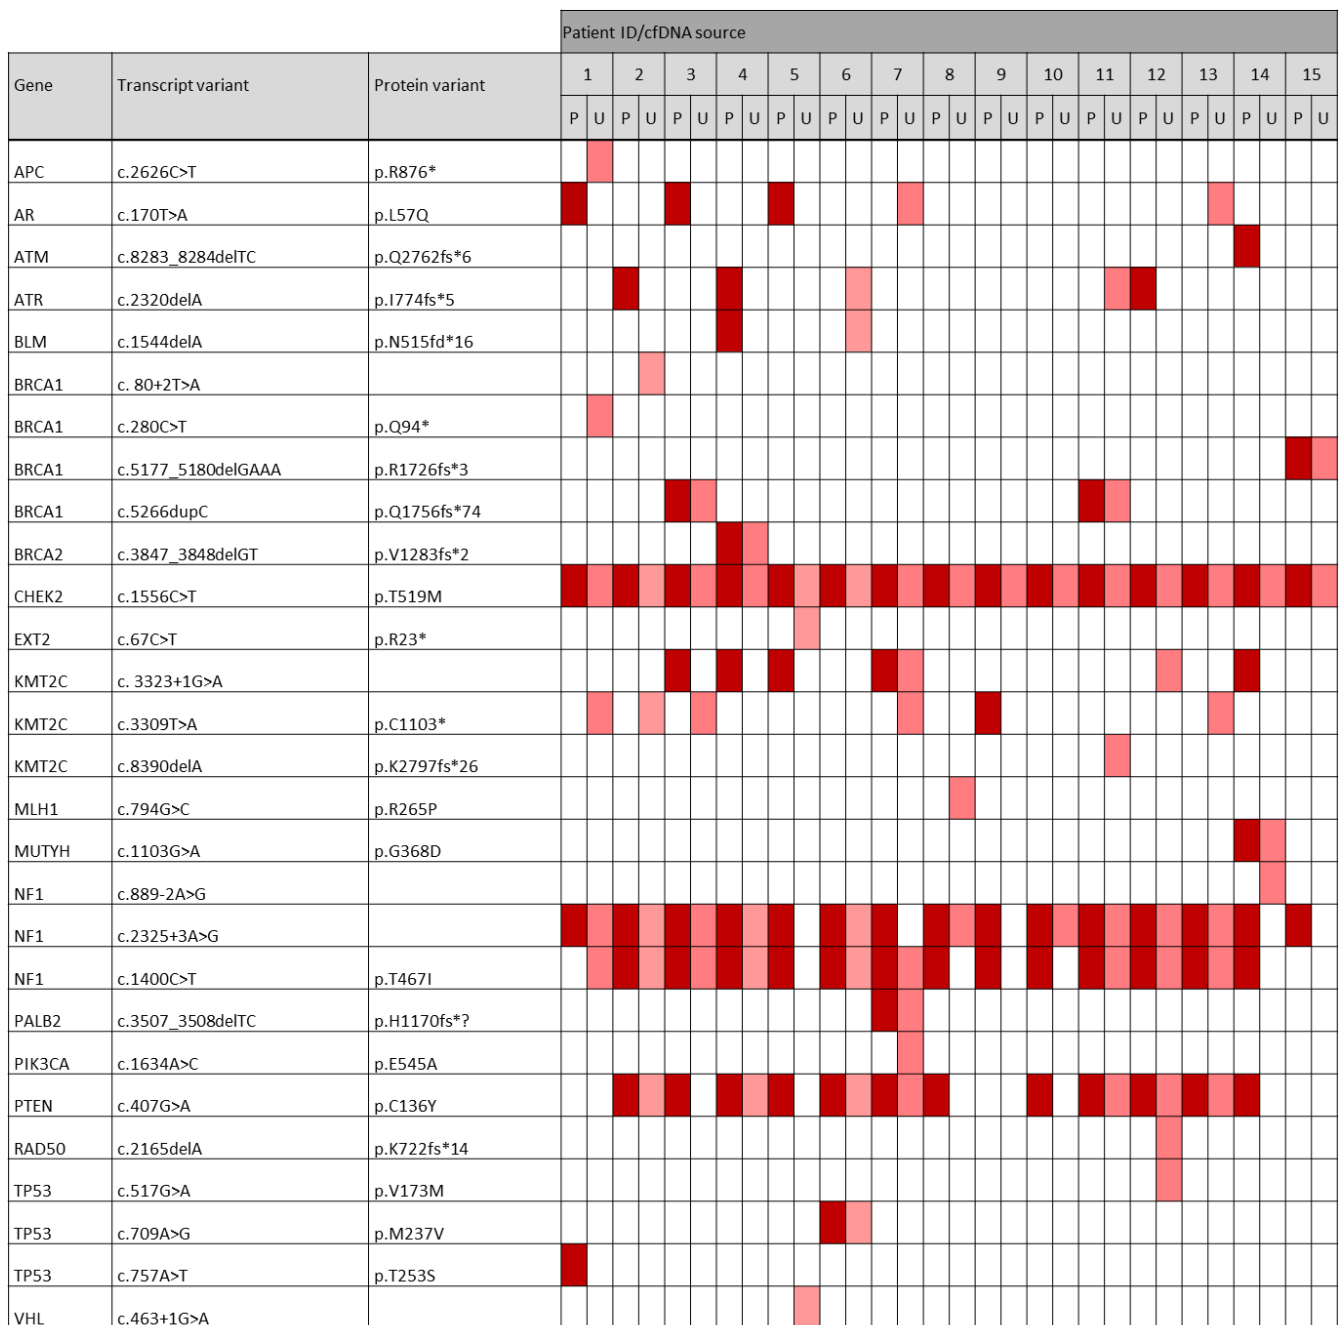 Patient ID/cfDNA source
Gene Transcript variant Protein variant 1 2 3 4 5 6 7 8 9 10 11 12 13 14 15
P U P U P U P U P U P U P U P U P U P U P U P U P U P U P U
APC c.2626C>T p.R876*
AR c.170T>A p.L57Q
ATM c.8283_8284delTC p.Q2762fs*6
ATR c.2320delA p.I774fs*5
BLM c.1544delA p.N515fd*16
BRCA1 c. 80+2T>A
BRCA1 c.280C>T p.Q94*
BRCA1 c.5177_5180delGAAA p.R1726fs*3
BRCA1 c.5266dupC p.Q1756fs*74
BRCA2 c.3847_3848delGT p.V1283fs*2
CHEK2 c.1556C>T p.T519M
EXT2 c.67C>T p.R23*
KMT2C c. 3323+1G>A
KMT2C c.3309T>A p.C1103*
KMT2C c.8390delA p.K2797fs*26
MLH1 c.794G>C p.R265P
MUTYH c.1103G>A p.G368D
NF1 c.889-2A>G
NF1 c.2325+3A>G
NF1 c.1400C>T p.T467I
PALB2 c.3507_3508delTC p.H1170fs*?
PIK3CA c.1634A>C p.E545A
PTEN c.407G>A p.C136Y
RAD50 c.2165delA p.K722fs*14
TP53 c.517G>A p.V173M
TP53 c.709A>G p.M237V
TP53 c.757A>T p.T253S
VHL c.463+1G>A